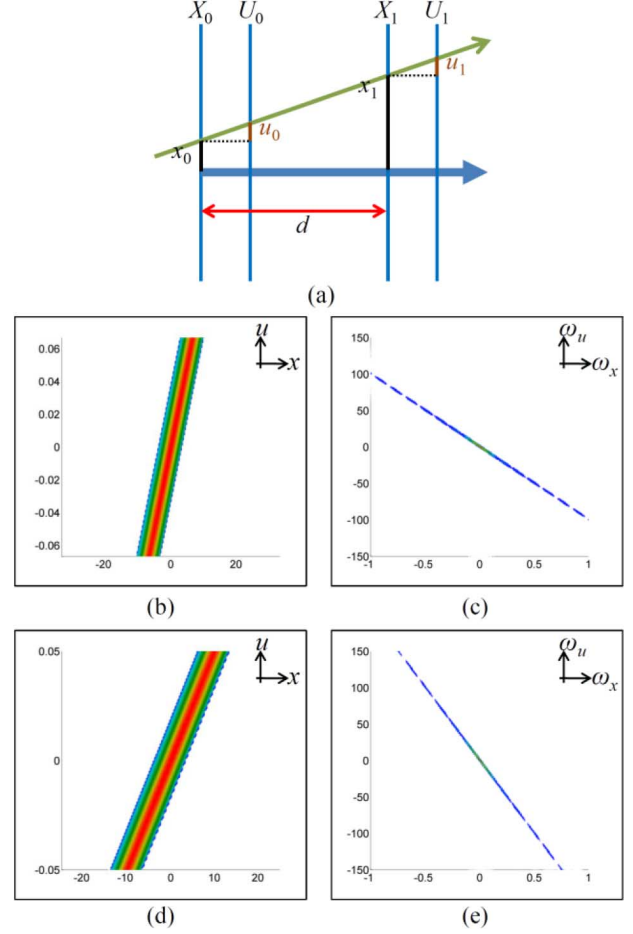 X₀ U₀ X₁ U₁
x₁ u₁
x₀ u₀
d
(a)
u
x
0.06
0.04
0.02
0
-0.02
-0.04
-0.06
-20 0 20
(b)
ωᵤ
ωₓ
150
100
50
0
-50
-100
-150
-1 -0.5 0 0.5 1
(c)
u
x
0.05
0
-0.05
-20 -10 0 10 20
(d)
ωᵤ
ωₓ
150
100
50
0
-50
-100
-150
-1 -0.5 0 0.5 1
(e)